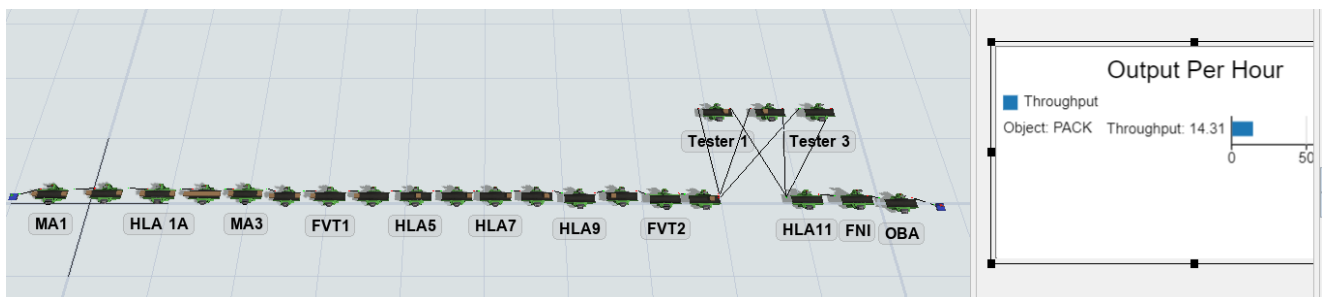 Output Per Hour
Throughput
Object: PACK Throughput: 14.31
0 50
Tester 1 Tester 3
MA1 HLA 1A MA3 FVT1 HLA5 HLA7 HLA9 FVT2 HLA11 FNI OBA